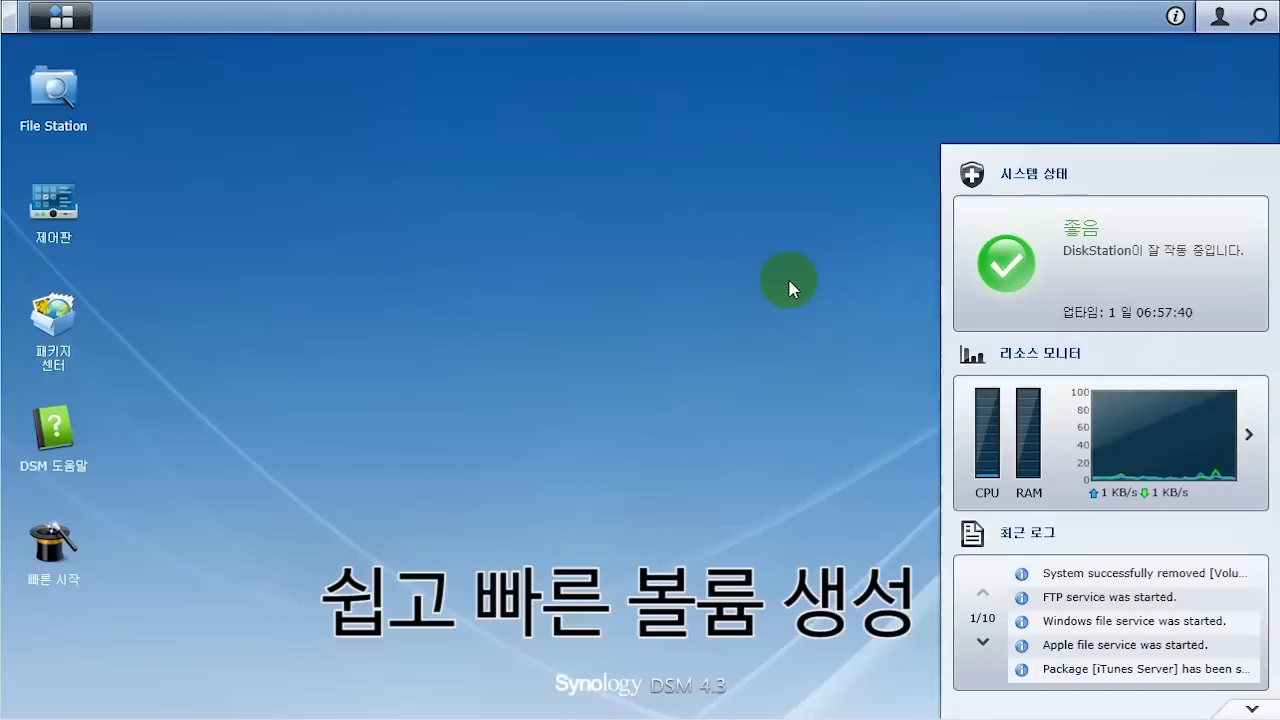 File Station
제어판
패키지
센터
DSM 도움말
빠른 시작
시스템 상태
좋음
DiskStation이 잘 작동 중입니다.
업타임: 1 일 06:57:40
리소스 모니터
100
80
60
40
20
0
CPU
RAM
1 KB/s 1 KB/s
최근 로그
1/10
System successfully removed [Volu...
FTP service was started.
Windows file service was started.
Apple file service was started.
Package [iTunes Server] has been s...
쉽고 빠른 볼륨 생성
Synology DSM 4.3